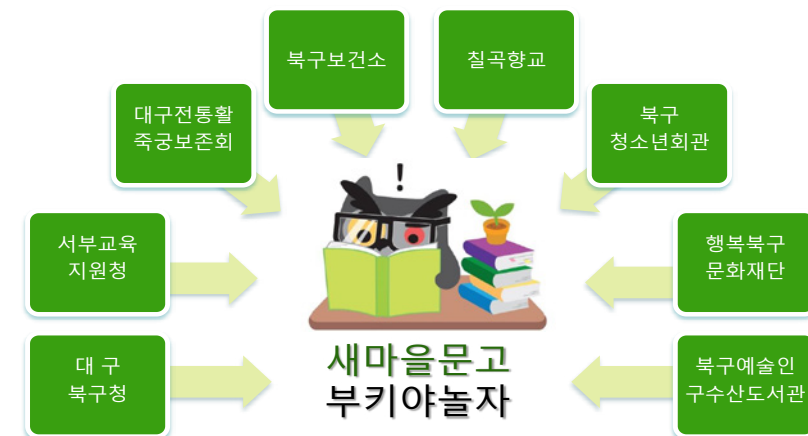 북구보건소
칠곡향교
대구전통활
죽궁보존회
북구
청소년회관
!
서부교육
지원청
행복북구
문화재단
대 구
북구청
새마을문고
부키야놀자
북구예술인
구수산도서관